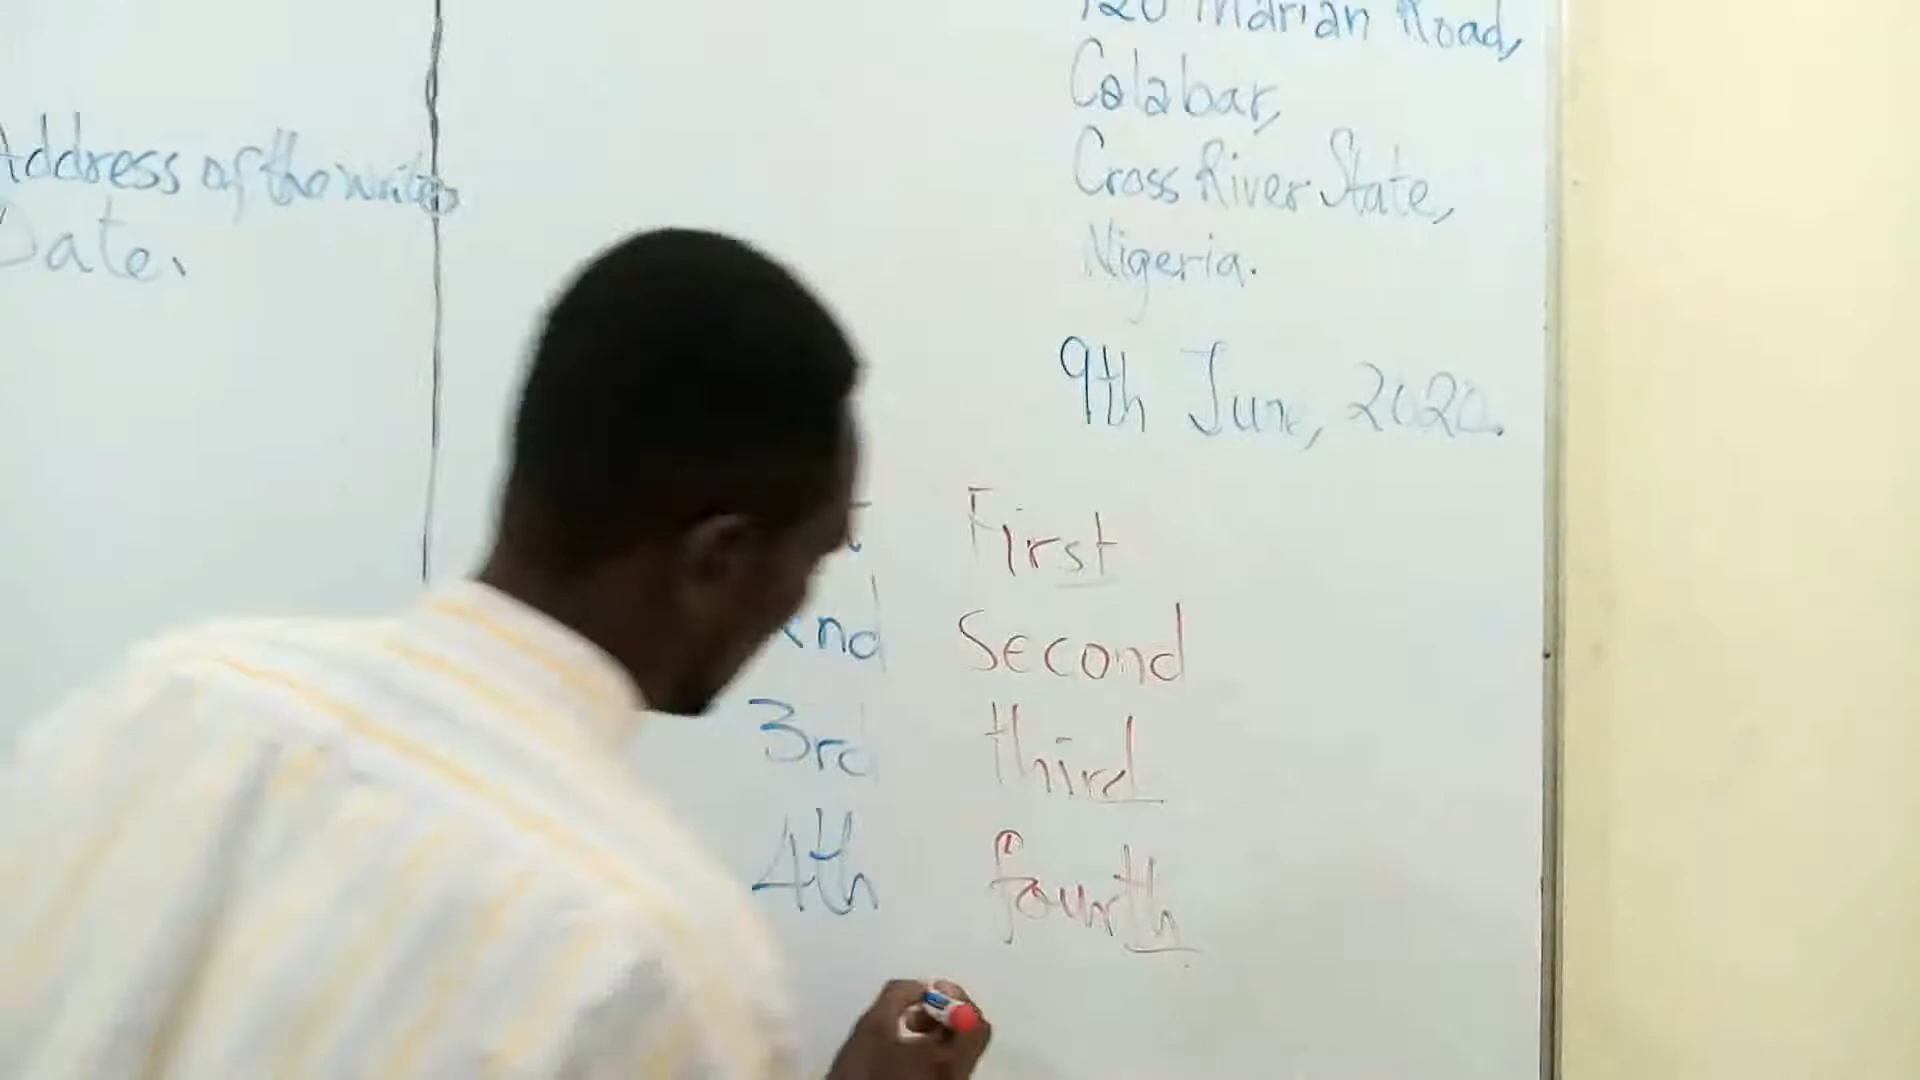 Address of the writer
Date.
120 Marian Road,
Calabar,
Cross River State,
Nigeria.
9th June, 2020.
First
2nd Second
3rd third
4th fourth